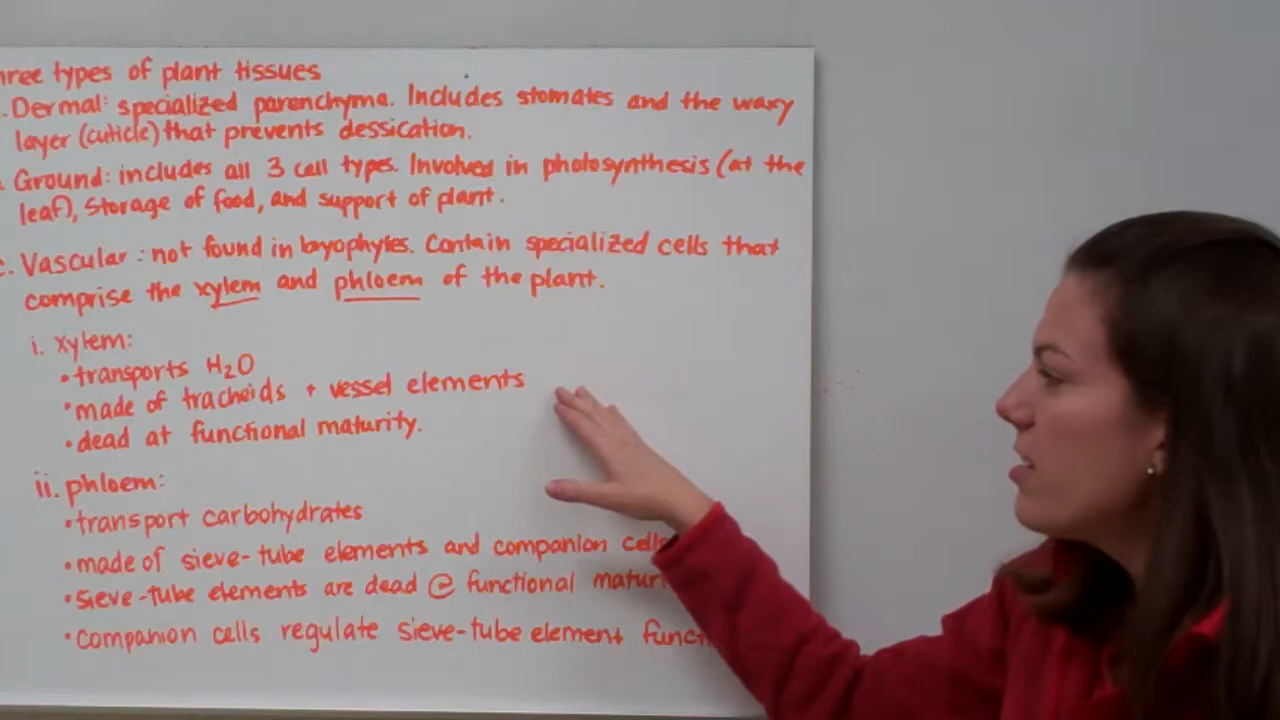 hree types of plant tissues
. Dermal: specialized parenchyma. Includes stomates and the waxy
layer (cuticle) that prevents dessication.
. Ground: includes all 3 cell types. Involved in photosynthesis (at the
leaf), storage of food, and support of plant.
c. Vascular: not found in bryophytes. Contain specialized cells that
comprise the xylem and phloem of the plant.
i. xylem:
• transports H₂O
• made of tracheids + vessel elements
• dead at functional maturity.
ii. phloem:
• transport carbohydrates
• made of sieve-tube elements and companion cells
• sieve-tube elements are dead @ functional matur
• companion cells regulate sieve-tube element funct